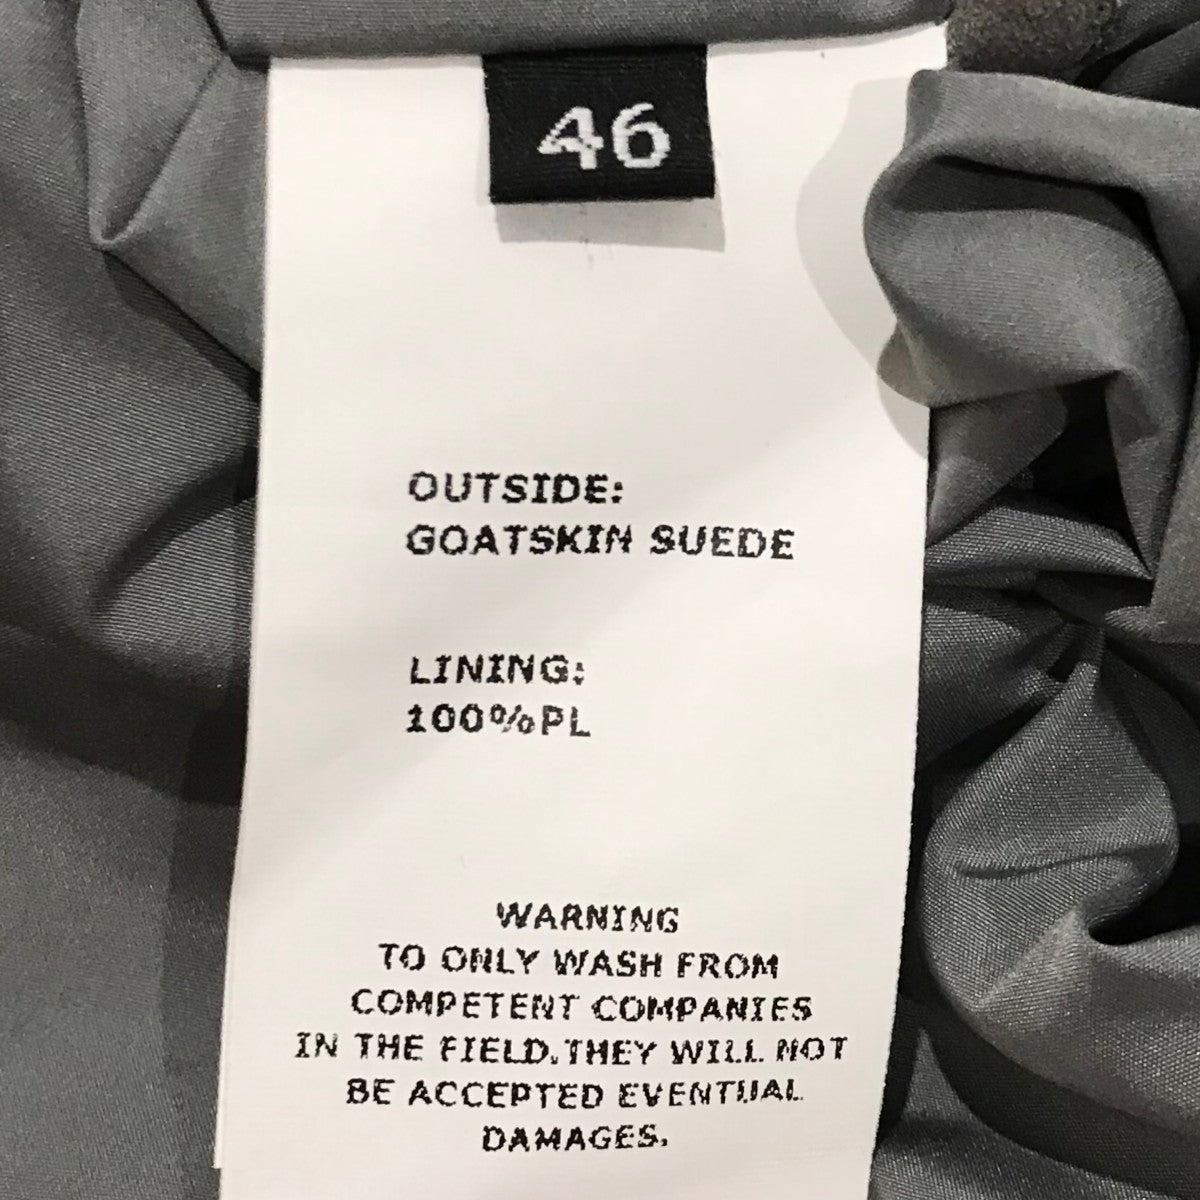 46
OUTSIDE:
GOATSKIN SUEDE
LINING:
100%PL
WARNING
TO ONLY WASH FROM
COMPETENT COMPANIES
IN THE FIELD.THEY WILL NOT
BE ACCEPTED EVENTUAL
DAMAGES.